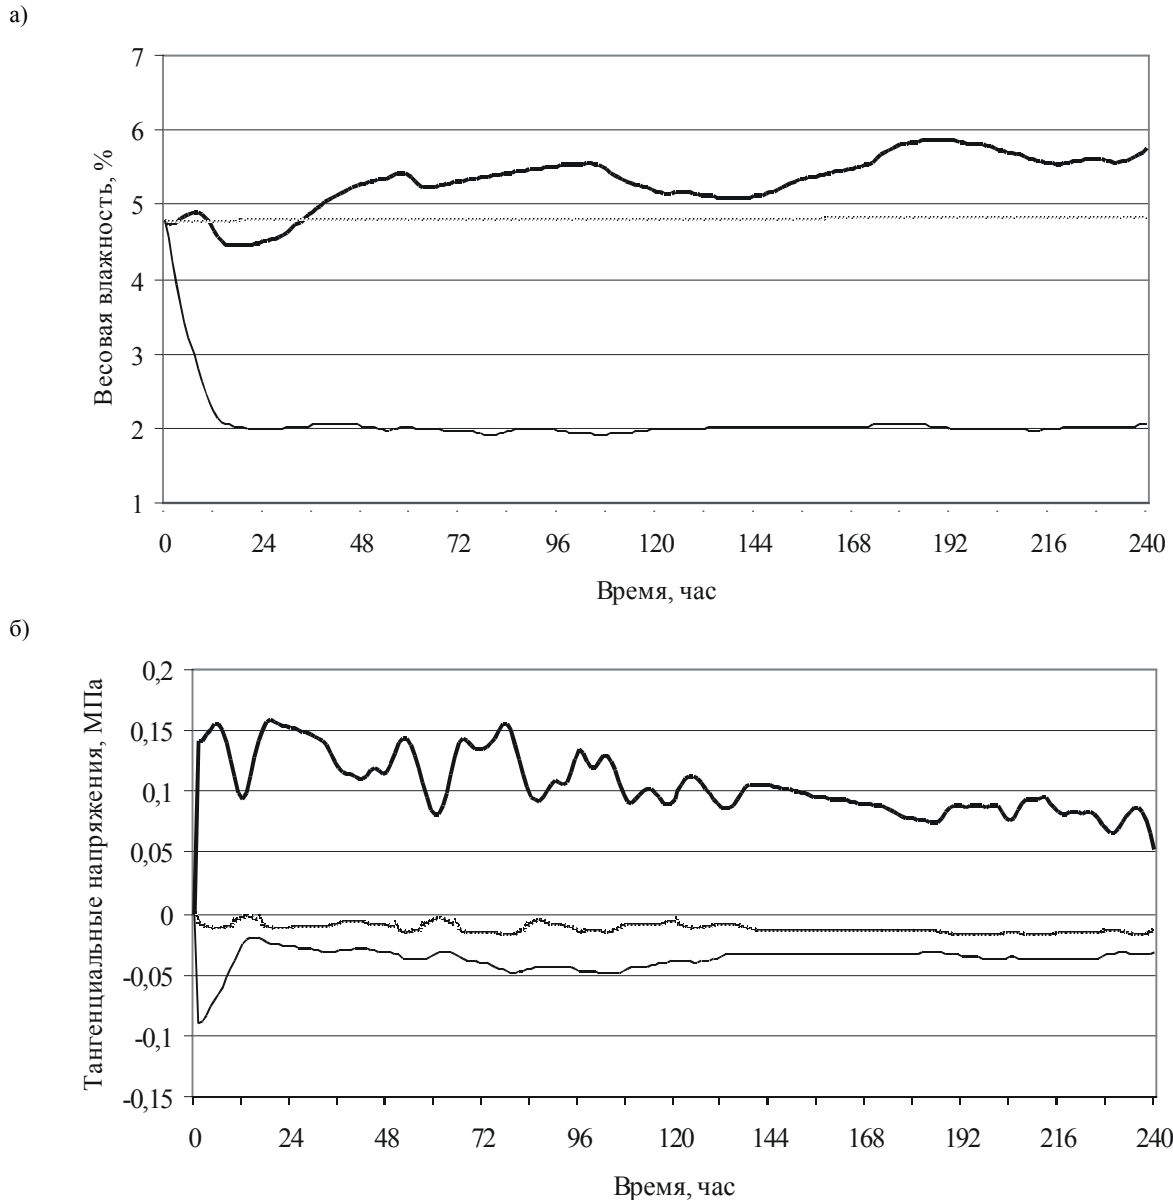 а)
7
6
5
4
3
2
1
Весовая влажность, %
0 24 48 72 96 120 144 168 192 216 240
Время, час
б)
0,2
0,15
0,1
0,05
0
-0,05
-0,1
-0,15
Тангенциальные напряжения, МПа
0 24 48 72 96 120 144 168 192 216 240
Время, час